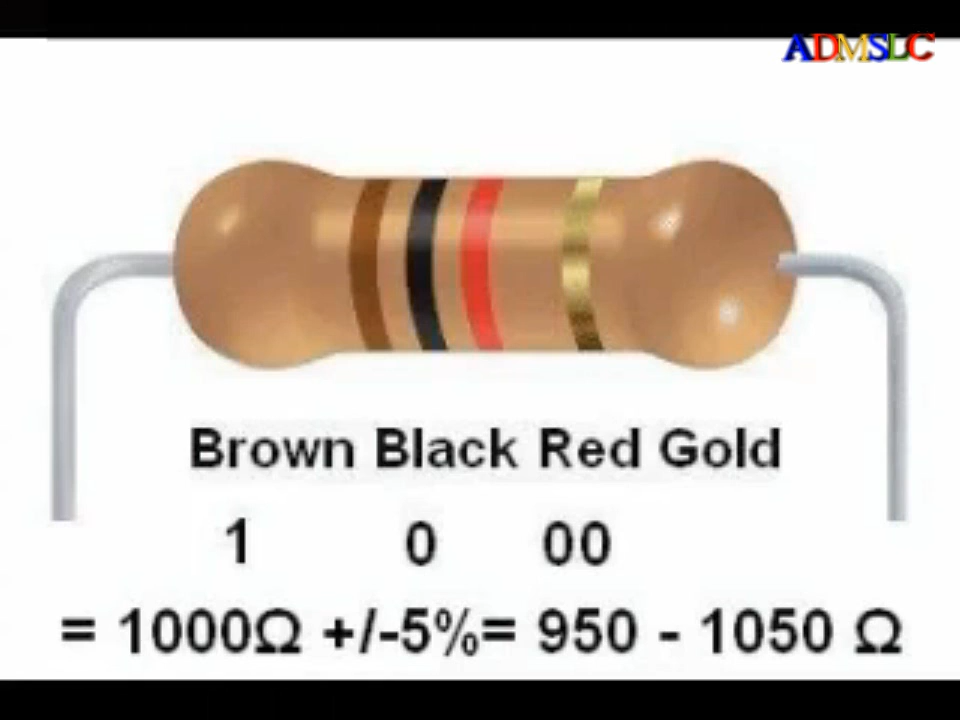 ADMSLC
Brown Black Red Gold
1 0 00
= 1000Ω +/-5%= 950 - 1050 Ω